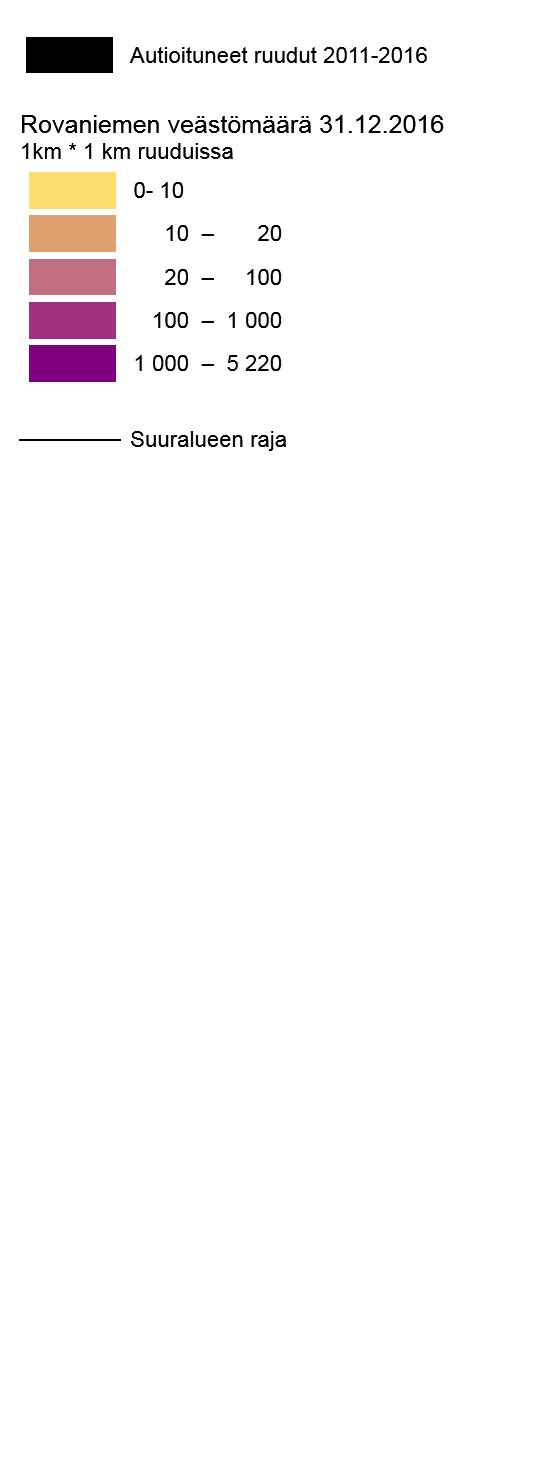 Autioituneet ruudut 2011-2016
Rovaniemen veästömäärä 31.12.2016
1km * 1 km ruuduissa
0- 10
10 – 20
20 – 100
100 – 1 000
1 000 – 5 220
Suuralueen raja